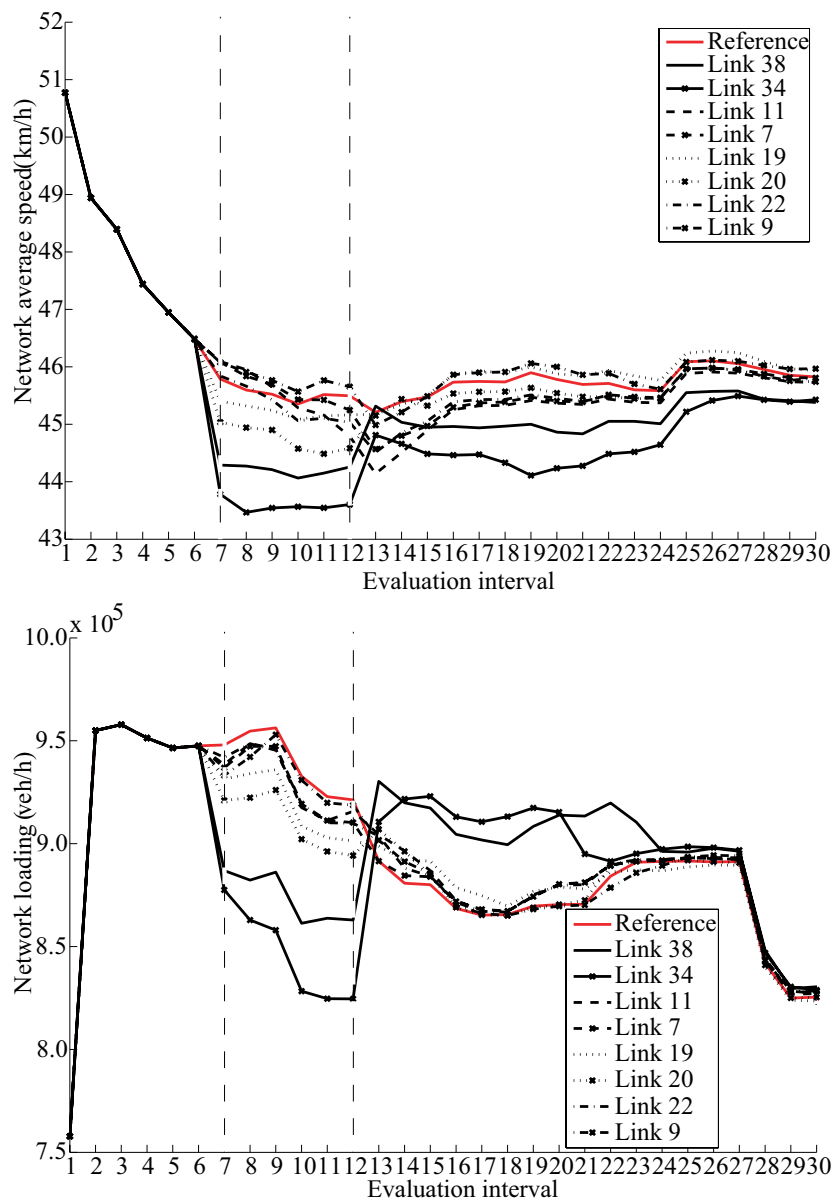 52
51
50
49
48
47
46
45
44
43
Network average speed(km/h)
Reference
Link 38
Link 34
Link 11
Link 7
Link 19
Link 20
Link 22
Link 9
1 2 3 4 5 6 7 8 9 10 11 12 13 14 15 16 17 18 19 20 21 22 23 24 25 26 27 28 29 30
Evaluation interval
x 10^5
10.0
9.5
9.0
8.5
8.0
7.5
Network loading (veh/h)
Reference
Link 38
Link 34
Link 11
Link 7
Link 19
Link 20
Link 22
Link 9
1 2 3 4 5 6 7 8 9 10 11 12 13 14 15 16 17 18 19 20 21 22 23 24 25 26 27 28 29 30
Evaluation interval